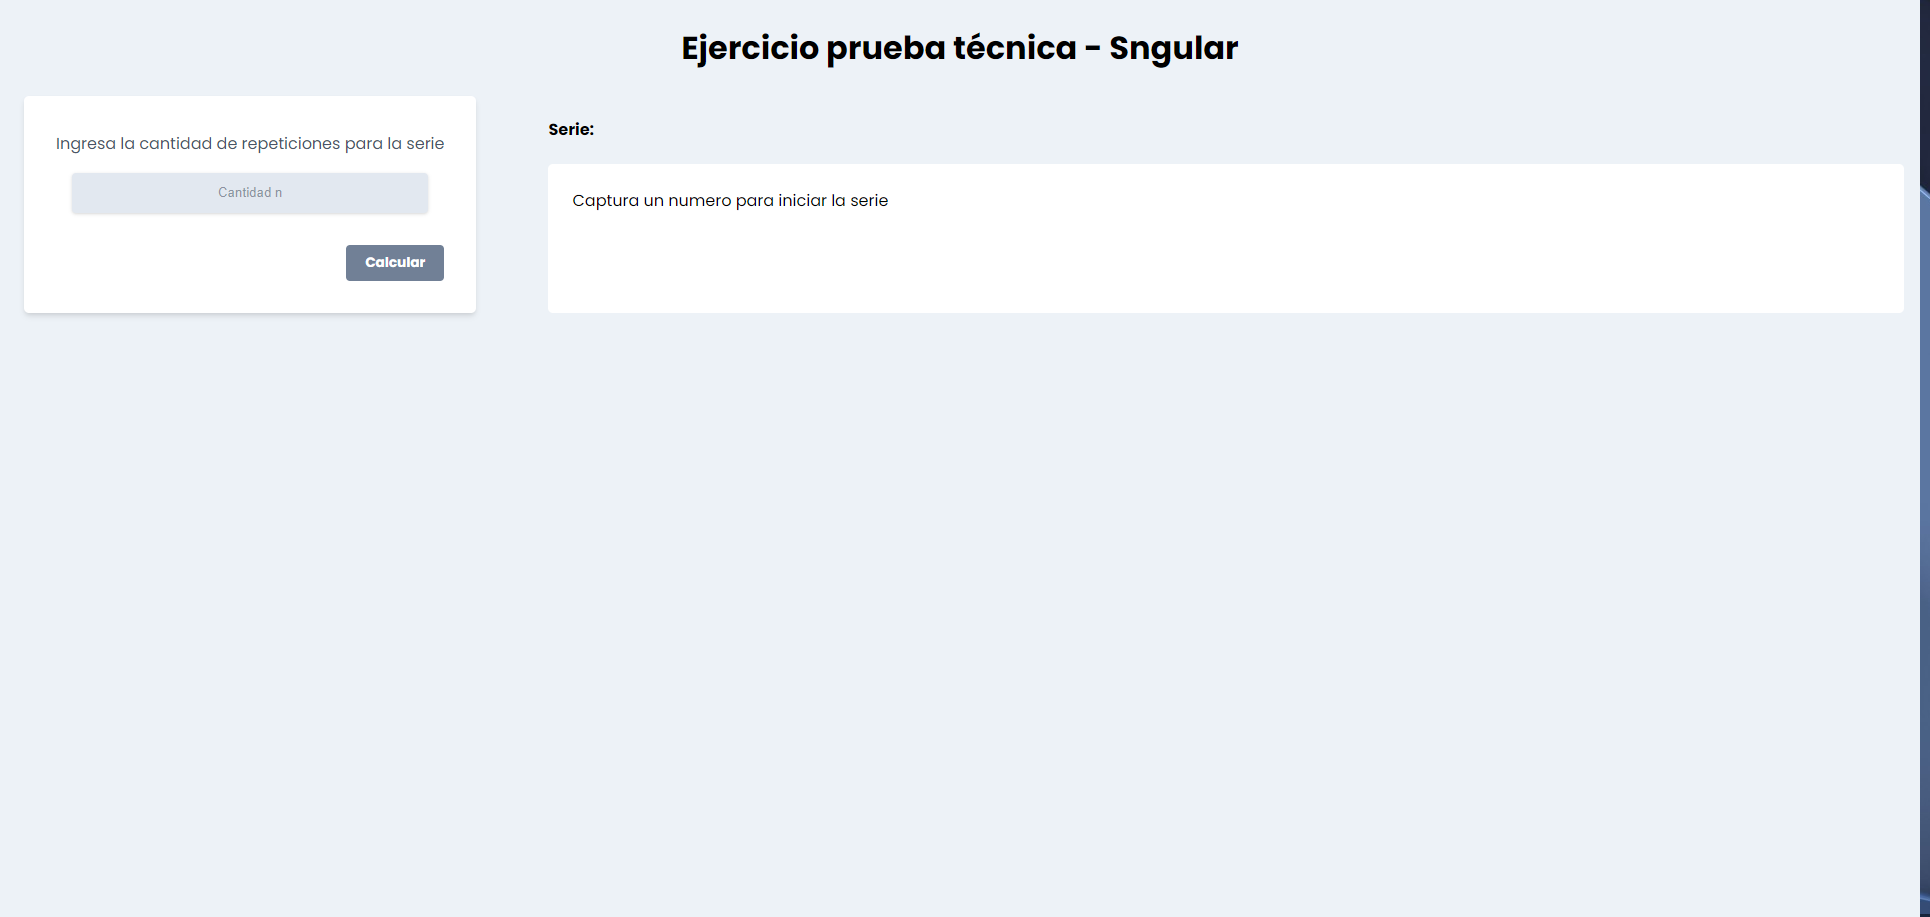 Ejercicio prueba técnica - Sngular
Ingresa la cantidad de repeticiones para la serie
Cantidad n
Calcular
Serie:
Captura un numero para iniciar la serie